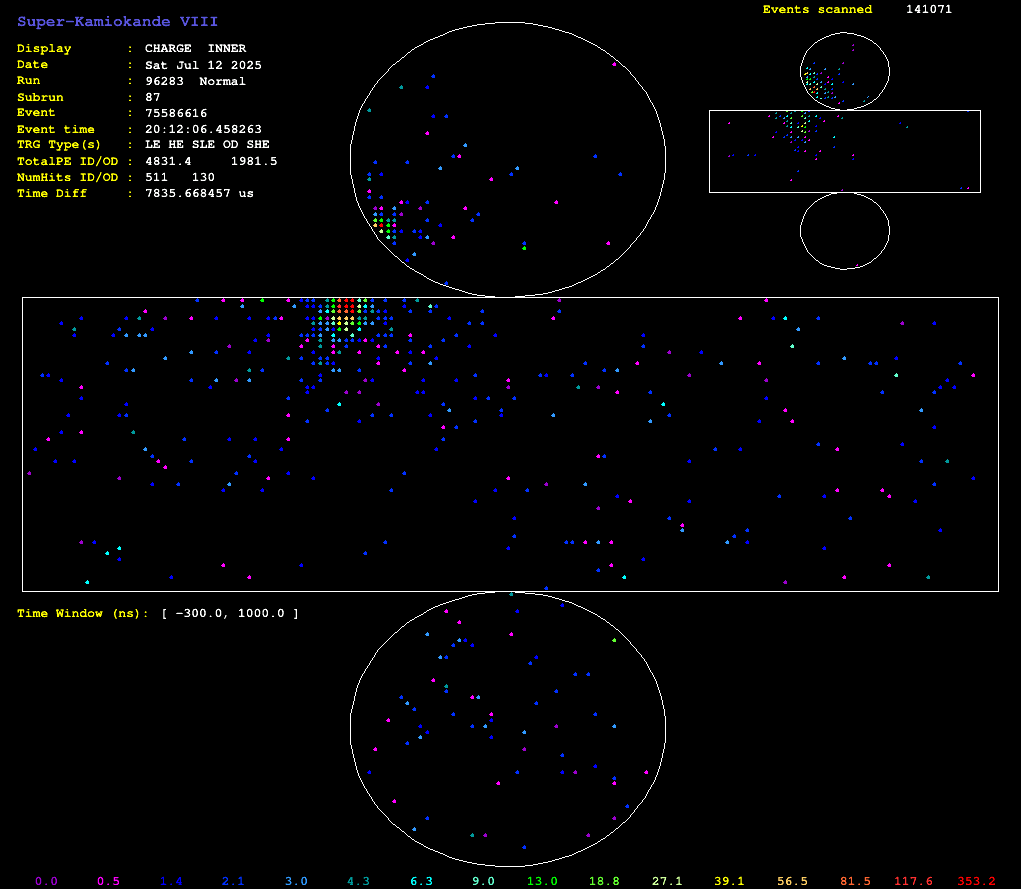 Super-Kamiokande VIII
Events scanned 141071
Display : CHARGE INNER
Date : Sat Jul 12 2025
Run : 96283 Normal
Subrun : 87
Event : 75586616
Event time : 20:12:06.458263
TRG Type(s) : LE HE SLE OD SHE
TotalPE ID/OD : 4831.4 1981.5
NumHits ID/OD : 511 130
Time Diff : 7835.668457 us
Time Window (ns): [ -300.0, 1000.0 ]
0.0 0.5 1.4 2.1 3.0 4.3 6.3 9.0 13.0 18.8 27.1 39.1 56.5 81.5 117.6 353.2